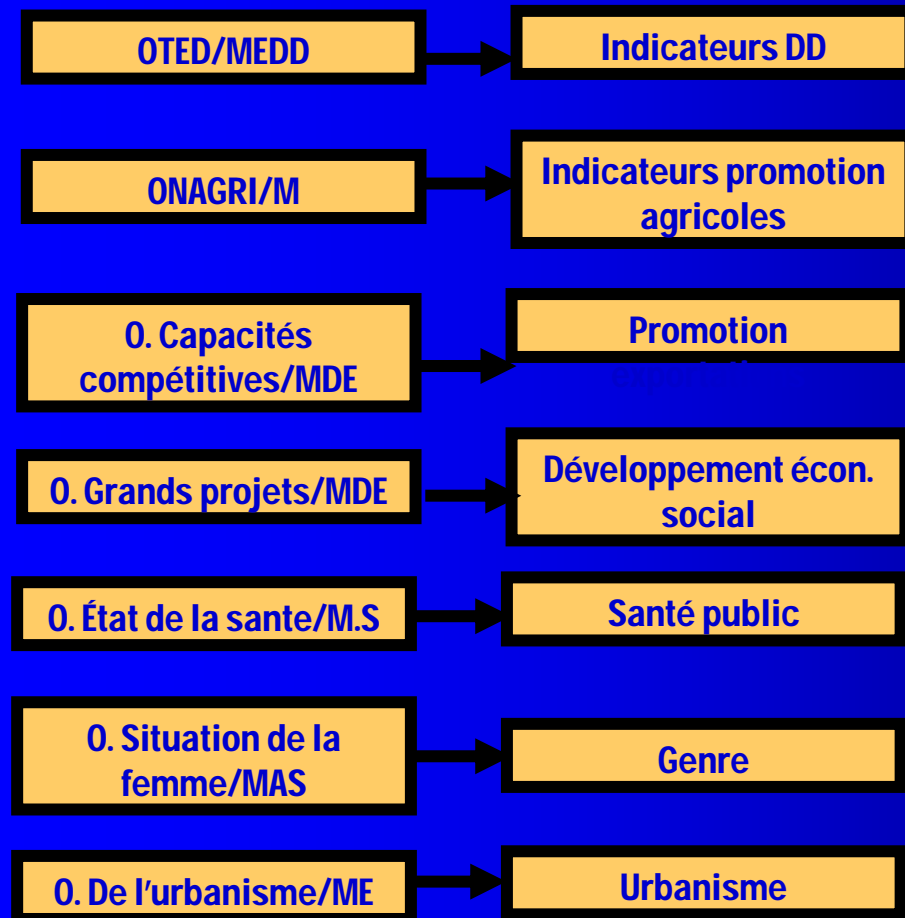 OTED/MEDD
Indicateurs DD
ONAGRI/M
Indicateurs promotion
agricoles
O. Capacités
compétitives/MDE
Promotion
O. Grands projets/MDE
Développement écon.
social
O. État de la sante/M.S
Santé public
O. Situation de la
femme/MAS
Genre
O. De l'urbanisme/ME
Urbanisme